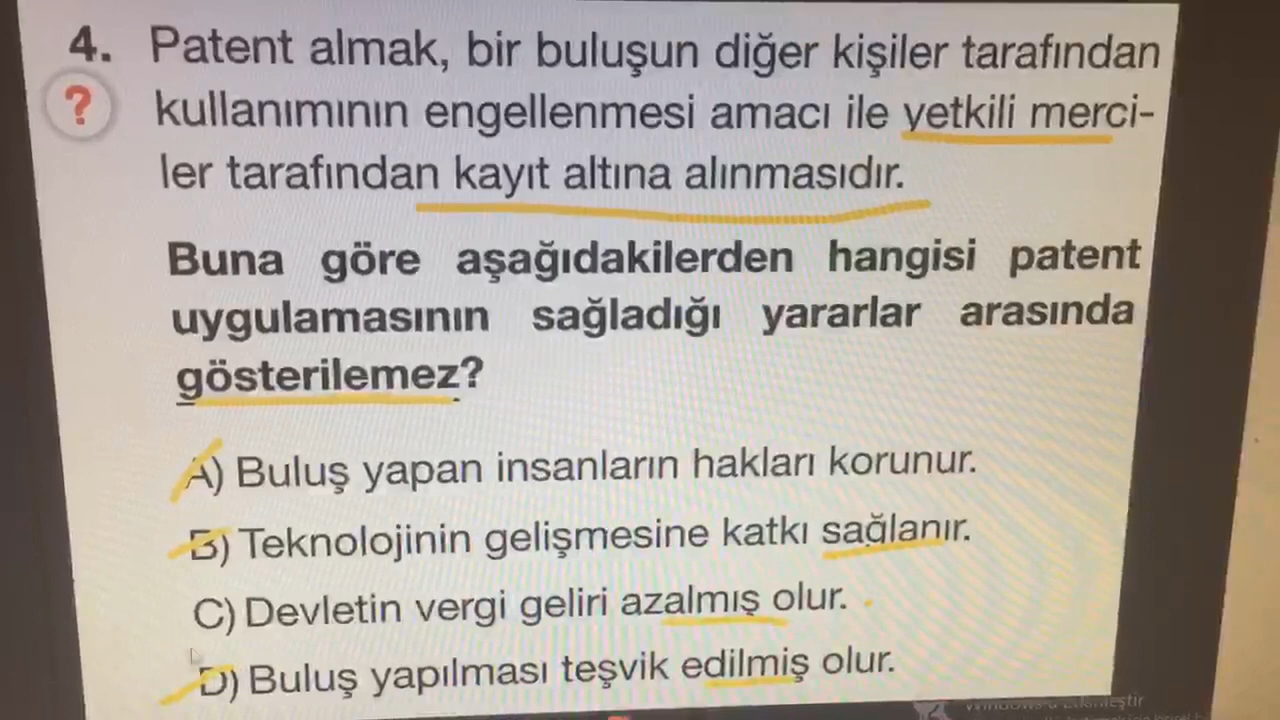 4. Patent almak, bir buluşun diğer kişiler tarafından
? kullanımının engellenmesi amacı ile yetkili merci-
ler tarafından kayıt altına alınmasıdır.
Buna göre aşağıdakilerden hangisi patent
uygulamasının sağladığı yararlar arasında
gösterilemez?
A) Buluş yapan insanların hakları korunur.
B) Teknolojinin gelişmesine katkı sağlanır.
C) Devletin vergi geliri azalmış olur.
D) Buluş yapılması teşvik edilmiş olur.